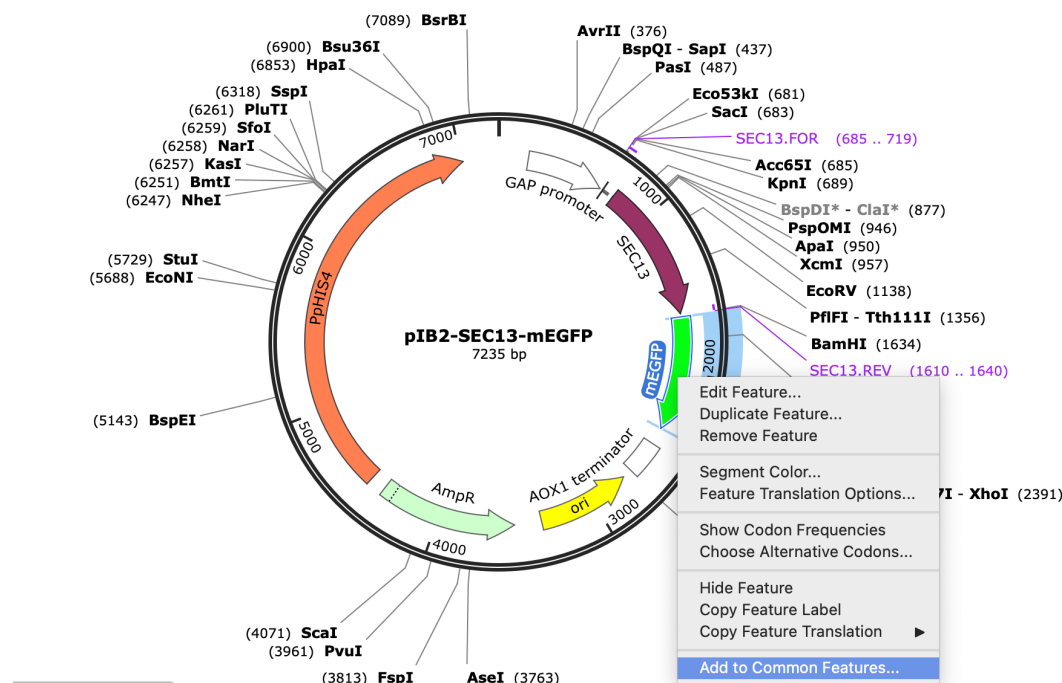 (7089) BsrBI
(6900) Bsu36I
(6853) HpaI
(6318) SspI
(6261) PluTI
(6259) SfoI
(6258) NarI
(6257) KasI
(6251) BmtI
(6247) NheI
(5729) StuI
(5688) EcoNI
(5143) BspEI
(4071) ScaI
(3961) PvuI
(3813) FspI
AseI (3763)
AvrII (376)
BspQI - SapI (437)
PasI (487)
Eco53kI (681)
SacI (683)
SEC13.FOR (685 .. 719)
Acc65I (685)
KpnI (689)
BspDI* - ClaI* (877)
PspOMI (946)
ApaI (950)
XcmI (957)
EcoRV (1138)
PflFI - Tth111I (1356)
BamHI (1634)
SEC13.REV (1610 .. 1640)
7I - XhoI (2391)
7000
1000
2000
3000
4000
5000
6000
GAP promoter
SEC13
mEGFP
AOX1 terminator
ori
AmpR
PpHIS4
pIB2-SEC13-mEGFP
7235 bp
Edit Feature...
Duplicate Feature...
Remove Feature
Segment Color...
Feature Translation Options...
Show Codon Frequencies
Choose Alternative Codons...
Hide Feature
Copy Feature Label
Copy Feature Translation
Add to Common Features...